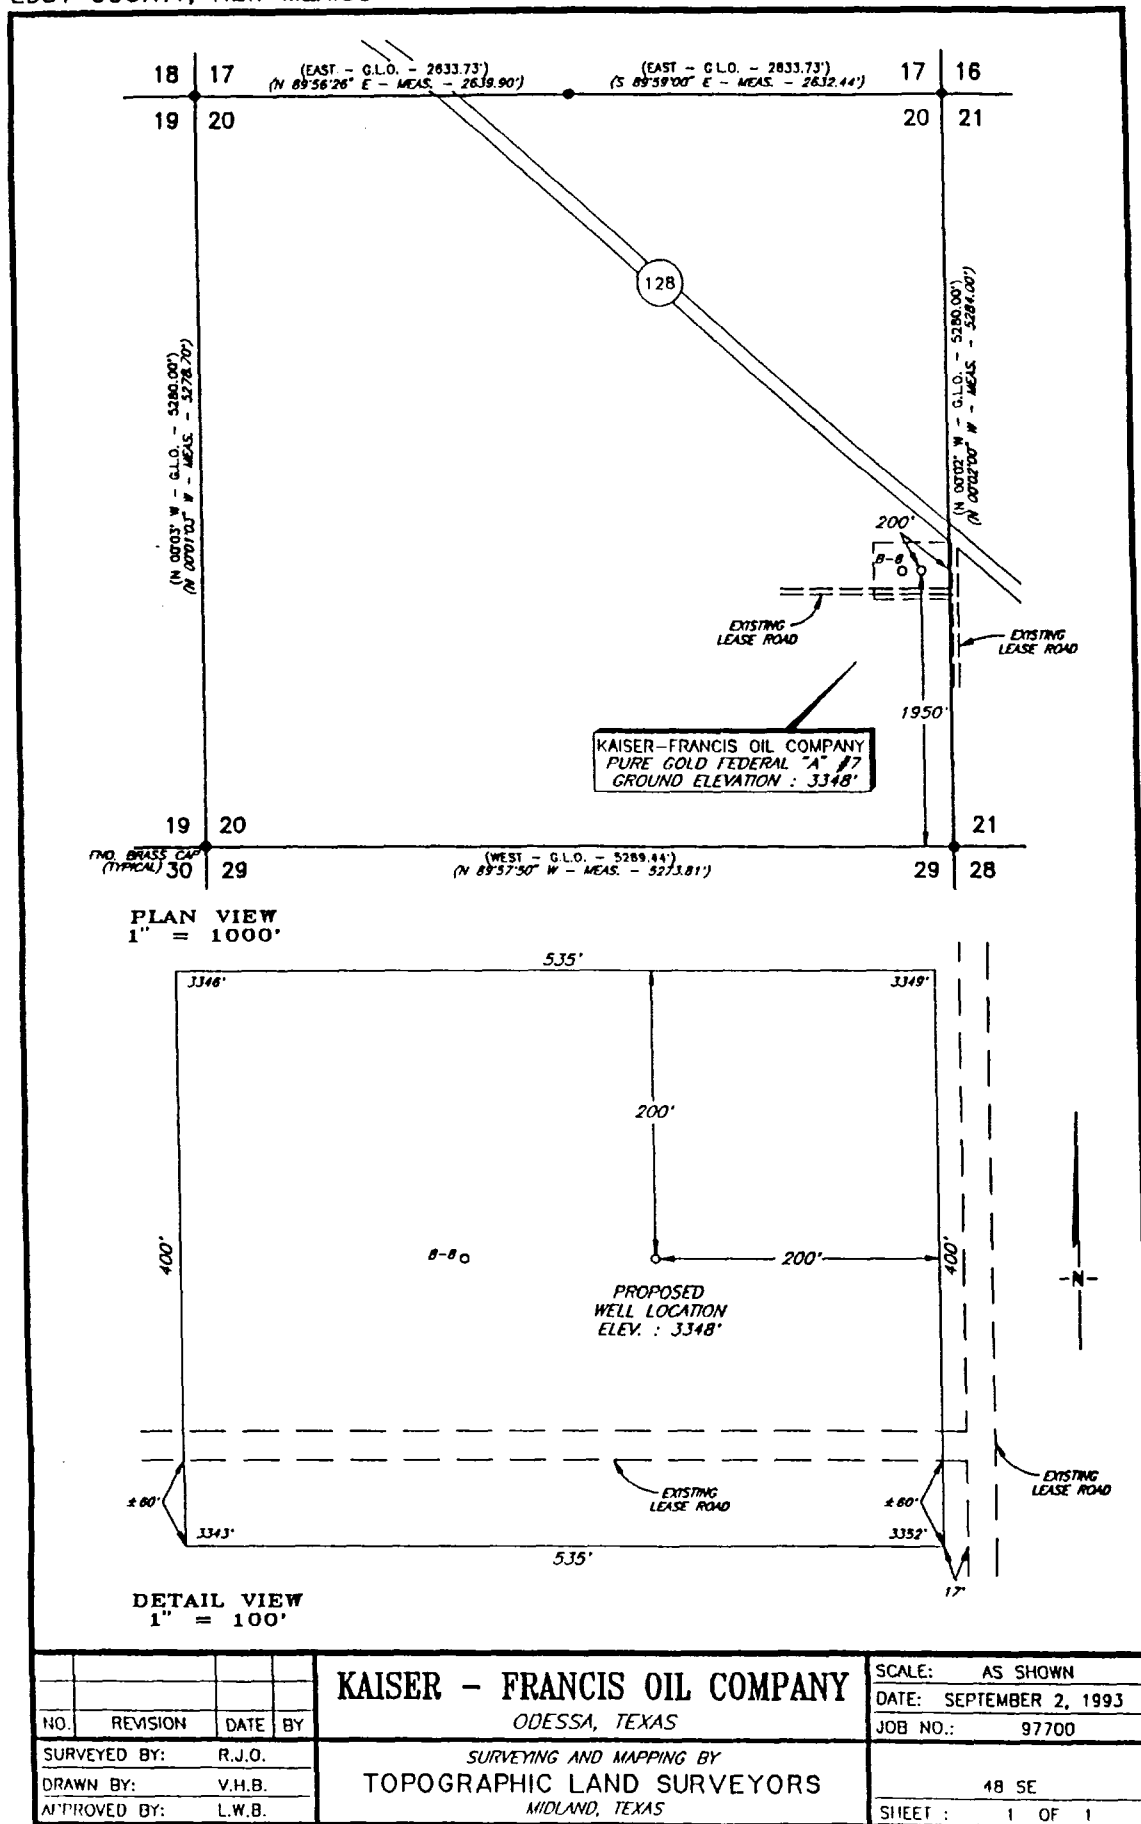 18 17
(EAST - G.L.O. - 2633.73')
(N 89°56'26" E - MEAS. - 2639.90')
(EAST - G.L.O. - 2633.73')
(S 89°59'00" E - MEAS. - 2632.44')
17 16
19 20
20 21
128
(N 00°03' W - G.L.O. - 5280.00')
(N 00°01'03" W - MEAS. - 5278.70')
(N 00°02' W - G.L.O. - 5280.00')
(N 00°02'00" W - MEAS. - 5284.00')
200'
B-8
EXISTING
LEASE ROAD
EXISTING
LEASE ROAD
1950'
KAISER-FRANCIS OIL COMPANY
PURE GOLD FEDERAL "A" #7
GROUND ELEVATION : 3348'
19 20
21
FND. BRASS CAP
(TYPICAL)
30 29
(WEST - G.L.O. - 5289.44')
(N 89°57'50" W - MEAS. - 5273.81')
29 28
PLAN VIEW
1" = 1000'
535'
3346'
3349'
200'
400'
B-8
200'
400'
PROPOSED
WELL LOCATION
ELEV. : 3348'
-N-
EXISTING
LEASE ROAD
EXISTING
LEASE ROAD
±60'
±60'
3343'
3352'
535'
17'
DETAIL VIEW
1" = 100'
NO. REVISION DATE BY
SURVEYED BY: R.J.O.
DRAWN BY: V.H.B.
APPROVED BY: L.W.B.
KAISER - FRANCIS OIL COMPANY
ODESSA, TEXAS
SURVEYING AND MAPPING BY
TOPOGRAPHIC LAND SURVEYORS
MIDLAND, TEXAS
SCALE: AS SHOWN
DATE: SEPTEMBER 2, 1993
JOB NO.: 97700
48 SE
SHEET : 1 OF 1